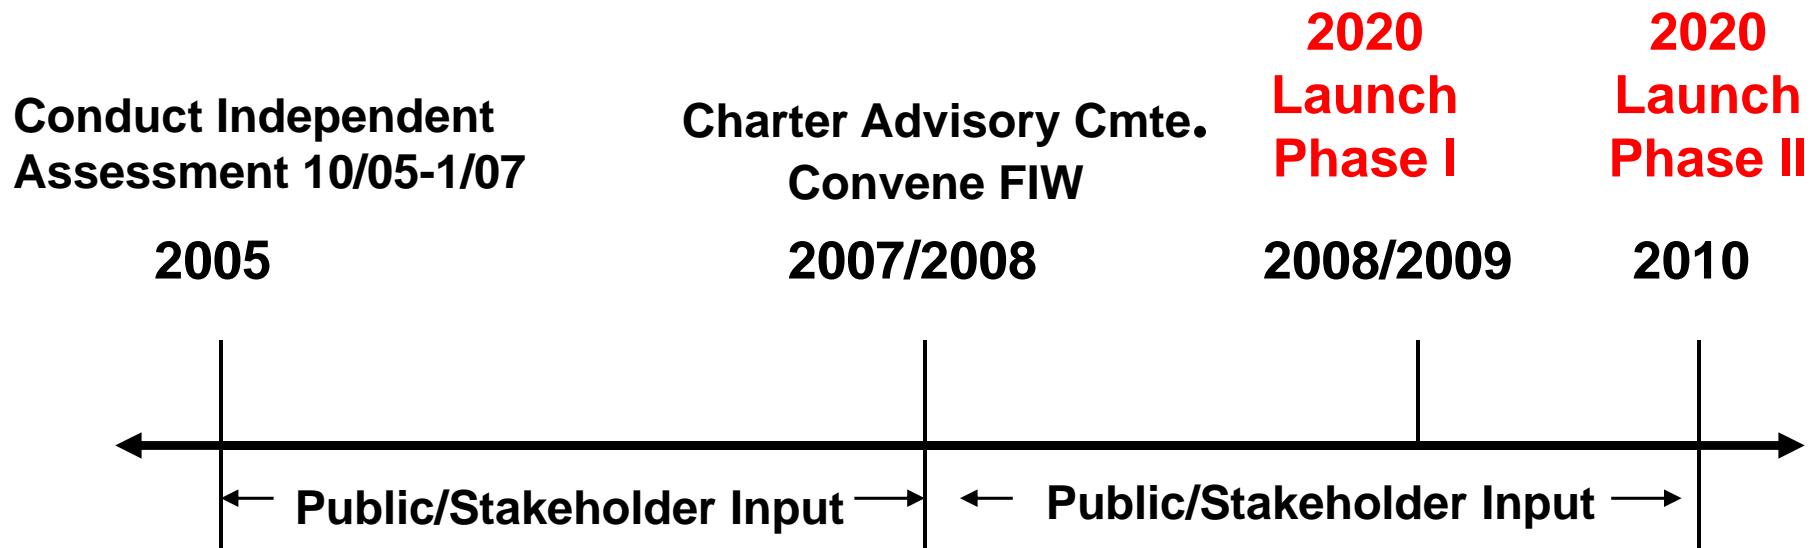 Conduct Independent
Assessment 10/05-1/07
2005
Charter Advisory Cmte.
Convene FIW
2007/2008
2020
Launch
Phase I
2008/2009
2020
Launch
Phase II
2010
Public/Stakeholder Input
Public/Stakeholder Input